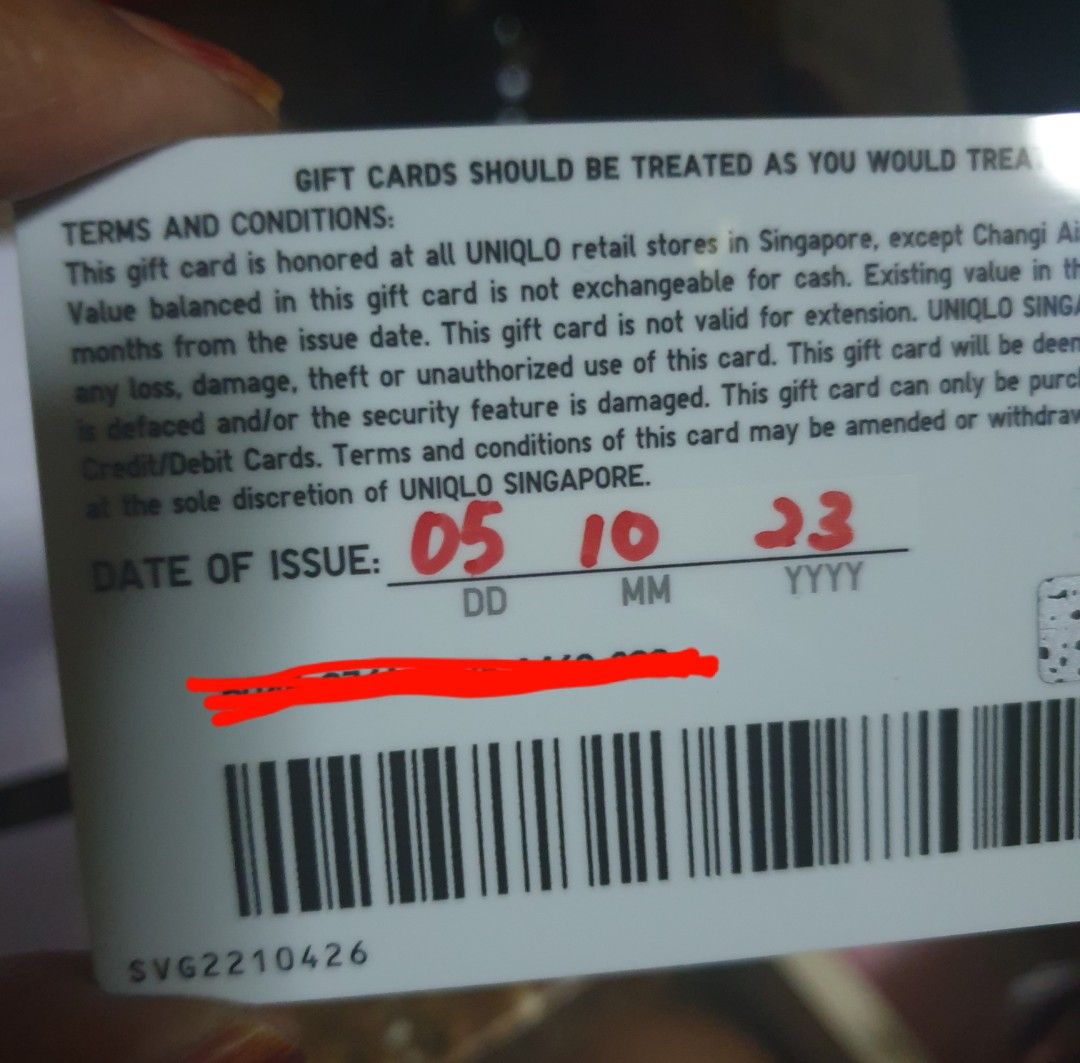 GIFT CARDS SHOULD BE TREATED AS YOU WOULD
TERMS AND CONDITIONS:
This gift card is honored at all UNIQLO retail stores in Singapore, except Changi
Value balanced in this gift card is not exchangeable for cash. Existing value in
months from the issue date. This gift card is not valid for extension. UNIQLO
any loss, damage, theft or unauthorized use of this card. This gift card will be
is defaced and/or the security feature is damaged. This gift card can only be
Credit/Debit Cards. Terms and conditions of this card may be amended or
at the sole discretion of UNIQLO SINGAPORE.
DATE OF ISSUE: 05 10 23
DD MM YYYY
SVG2210426